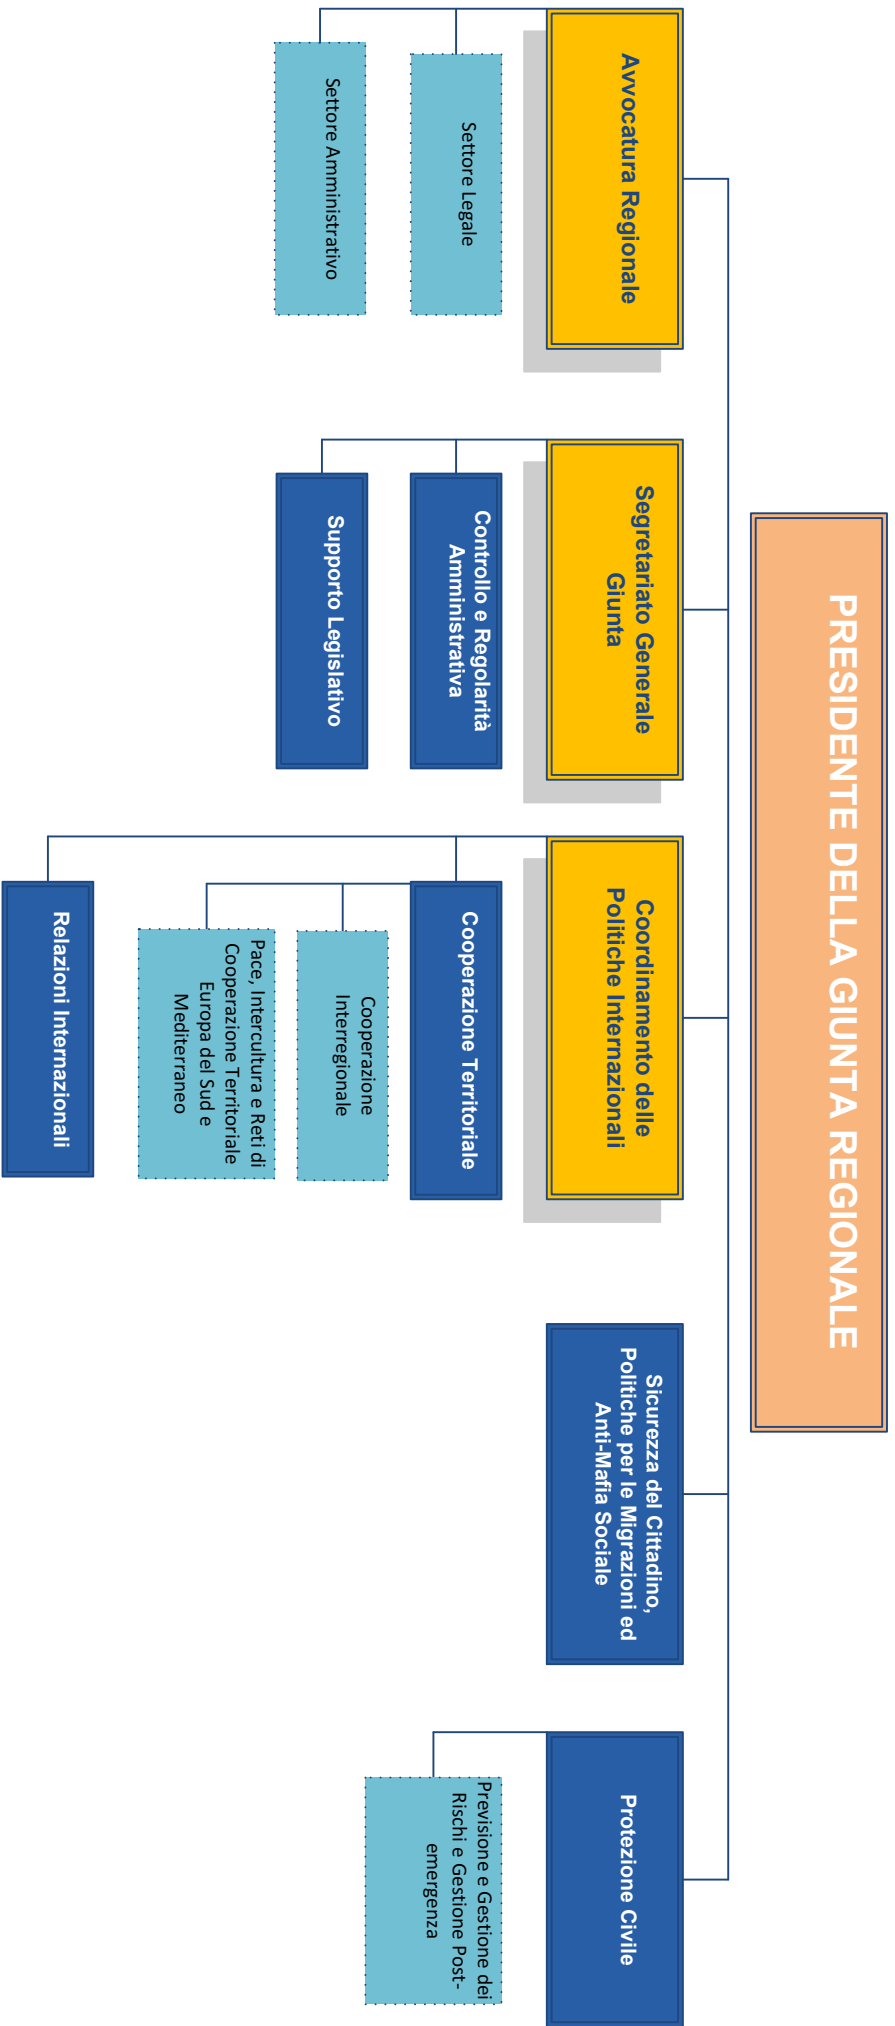 PRESIDENTE DELLA GIUNTA REGIONALE
Avvocatura Regionale
Settore Legale
Settore Amministrativo
Segretariato Generale
Giunta
Controllo e Regolarità
Amministrativa
Supporto Legislativo
Coordinamento delle
Politiche Internazionali
Cooperazione Territoriale
Cooperazione
Interregionale
Pace, Intercultura e Reti di
Cooperazione Territoriale
Europa del Sud e
Mediterraneo
Relazioni Internazionali
Sicurezza del Cittadino,
Politiche per le Migrazioni ed
Anti-Mafia Sociale
Protezione Civile
Previsione e Gestione dei
Rischi e Gestione Post-
emergenza